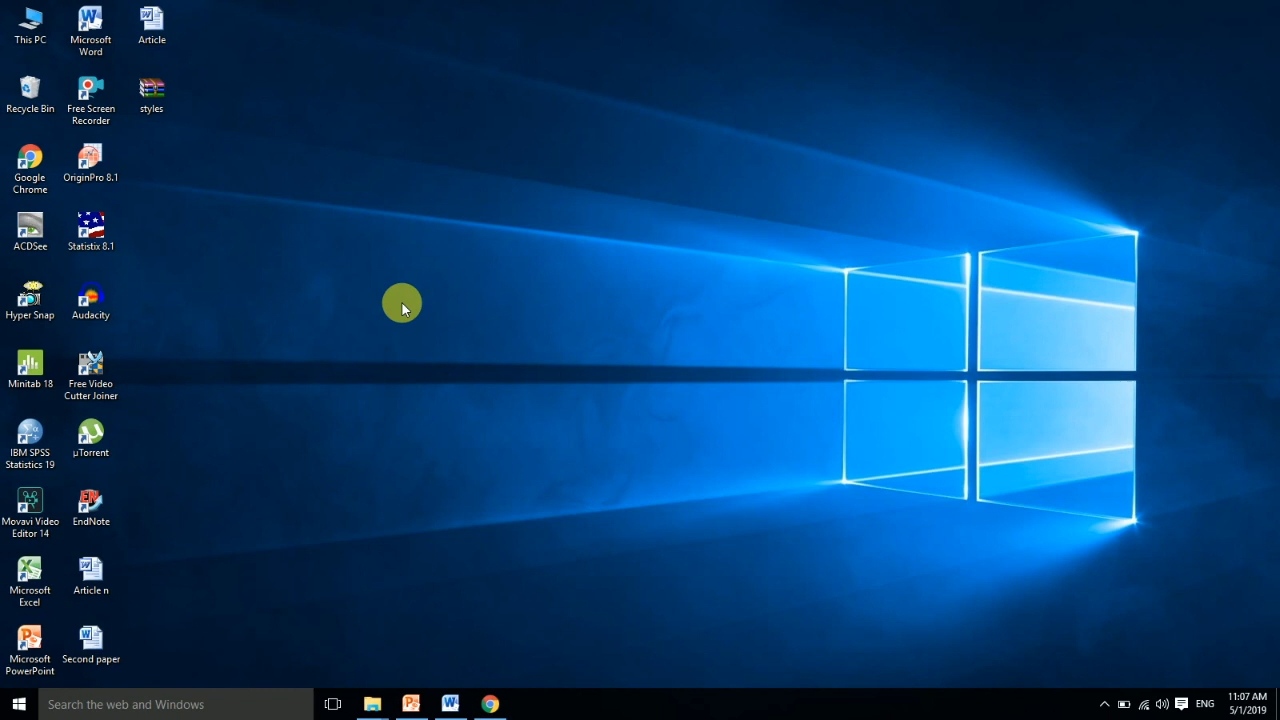 This PC
Microsoft
Word
Article
Recycle Bin
Free Screen
Recorder
styles
Google
Chrome
OriginPro 8.1
ACDSee
Statistix 8.1
Hyper Snap
Audacity
Minitab 18
Free Video
Cutter Joiner
IBM SPSS
Statistics 19
µTorrent
Movavi Video
Editor 14
EndNote
Microsoft
Excel
Article n
Microsoft
PowerPoint
Second paper
Search the web and Windows
ENG
11:07 AM
5/1/2019